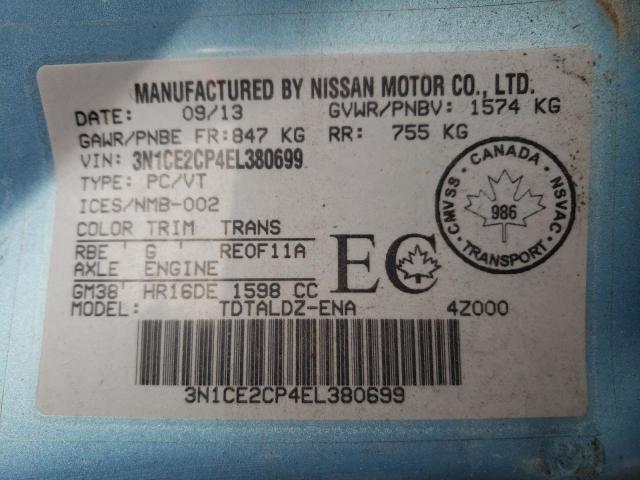 MANUFACTURED BY NISSAN MOTOR CO., LTD.
DATE: 09/13 GVWR/PNBV: 1574 KG
GAWR/PNBE FR: 847 KG RR: 755 KG
VIN: 3N1CE2CP4EL380699
TYPE: PC/VT
ICES/NMB-002
COLOR TRIM TRANS
RBE ' G ' RE0F11A
AXLE ENGINE
GM38' HR16DE 1598 CC
MODEL: TDTALDZ-ENA 4Z000
EC
CANADA
CMVSS · NSVAC
986
TRANSPORT
3N1CE2CP4EL380699